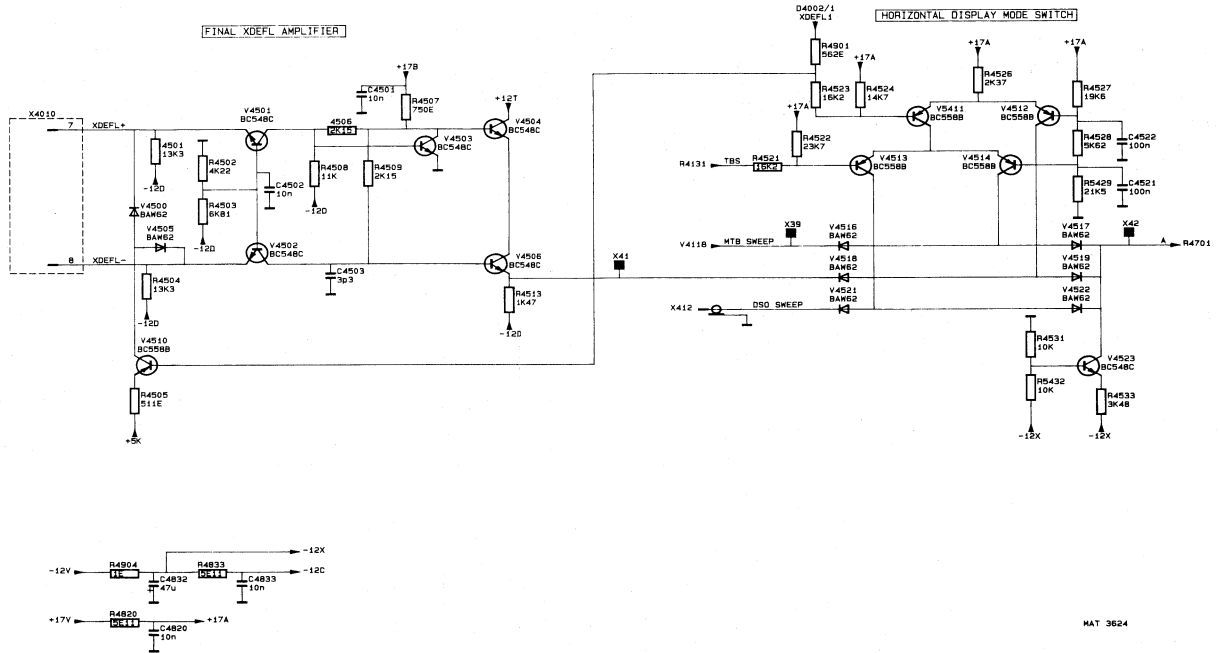 FINAL XDEFL AMPLIFIER
D4002/1
XDEFL1
HORIZONTAL DISPLAY MODE SWITCH
R4901
562E
+17A
+17A
+17A
R4523
16K2
R4524
14K7
R4526
2K37
R4527
19K6
+17B
C4501
10n
R4507
750E
+12T
X4010
7
XDEFL+
V4501
BC548C
4506
2K15
V4503
BC548C
V4504
BC548C
4501
13K3
-12D
R4502
4K22
C4502
10n
R4508
11K
-12D
R4509
2K15
R4503
6K81
-12D
V4500
BAW62
V4505
BAW62
8
XDEFL-
V4502
BC548C
C4503
3p3
V4506
BC548C
R4504
13K3
-12D
R4513
1K47
-12D
V4510
BC558B
R4505
511E
+5K
+17A
R4522
23K7
V5411
BC558B
V4512
BC558B
R4528
5K62
C4522
100n
R4131
TBS
R4521
16K2
V4513
BC558B
V4514
BC558B
R5429
21K5
C4521
100n
X39
V4516
BAW62
V4517
BAW62
X42
V4118
MTB SWEEP
A
R4701
X41
V4518
BAW62
V4519
BAW62
V4521
BAW62
V4522
BAW62
X412
DSO SWEEP
R4531
10K
V4523
BC548C
R5432
10K
R4533
3K48
-12X
-12X
-12X
-12V
R4904
1E
C4832
47u
R4833
5E11
C4833
10n
-12C
+17V
R4820
5E11
C4820
10n
+17A
MAT 3624